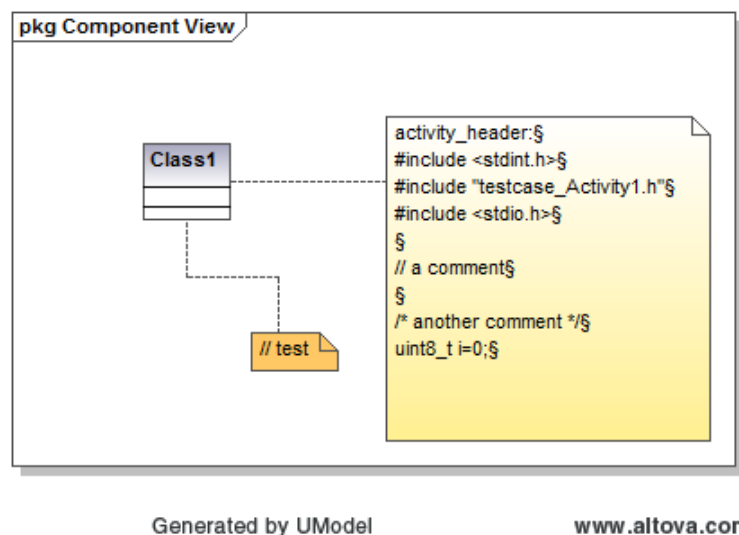 pkg Component View
Class1
activity_header:§
#include <stdint.h>§
#include "testcase_Activity1.h"§
#include <stdio.h>§
§
// a comment§
§
/* another comment */§
uint8_t i=0;§
// test
Generated by UModel
www.altova.com